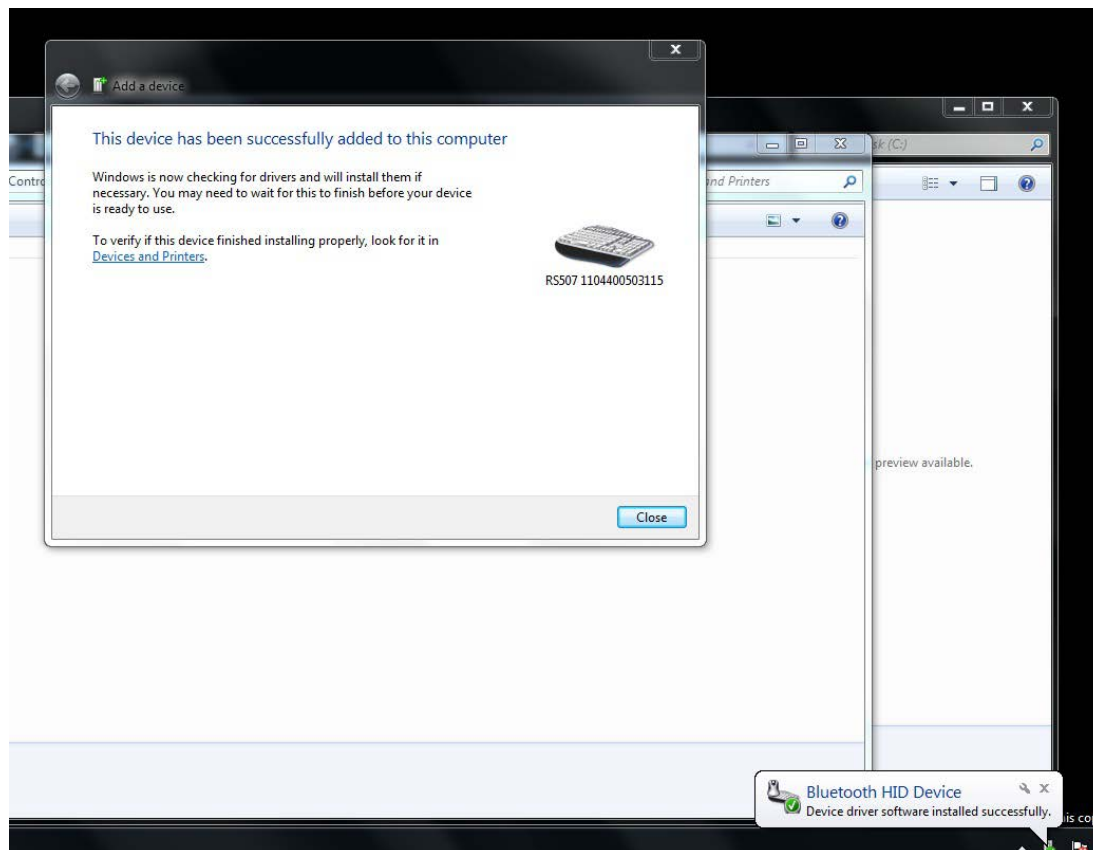 Add a device
This device has been successfully added to this computer
sk (C:)
Contro
and Printers
Windows is now checking for drivers and will install them if
necessary. You may need to wait for this to finish before your device
is ready to use.
To verify if this device finished installing properly, look for it in
Devices and Printers.
RS507 1104400503115
preview available.
Close
Bluetooth HID Device
Device driver software installed successfully.
is co